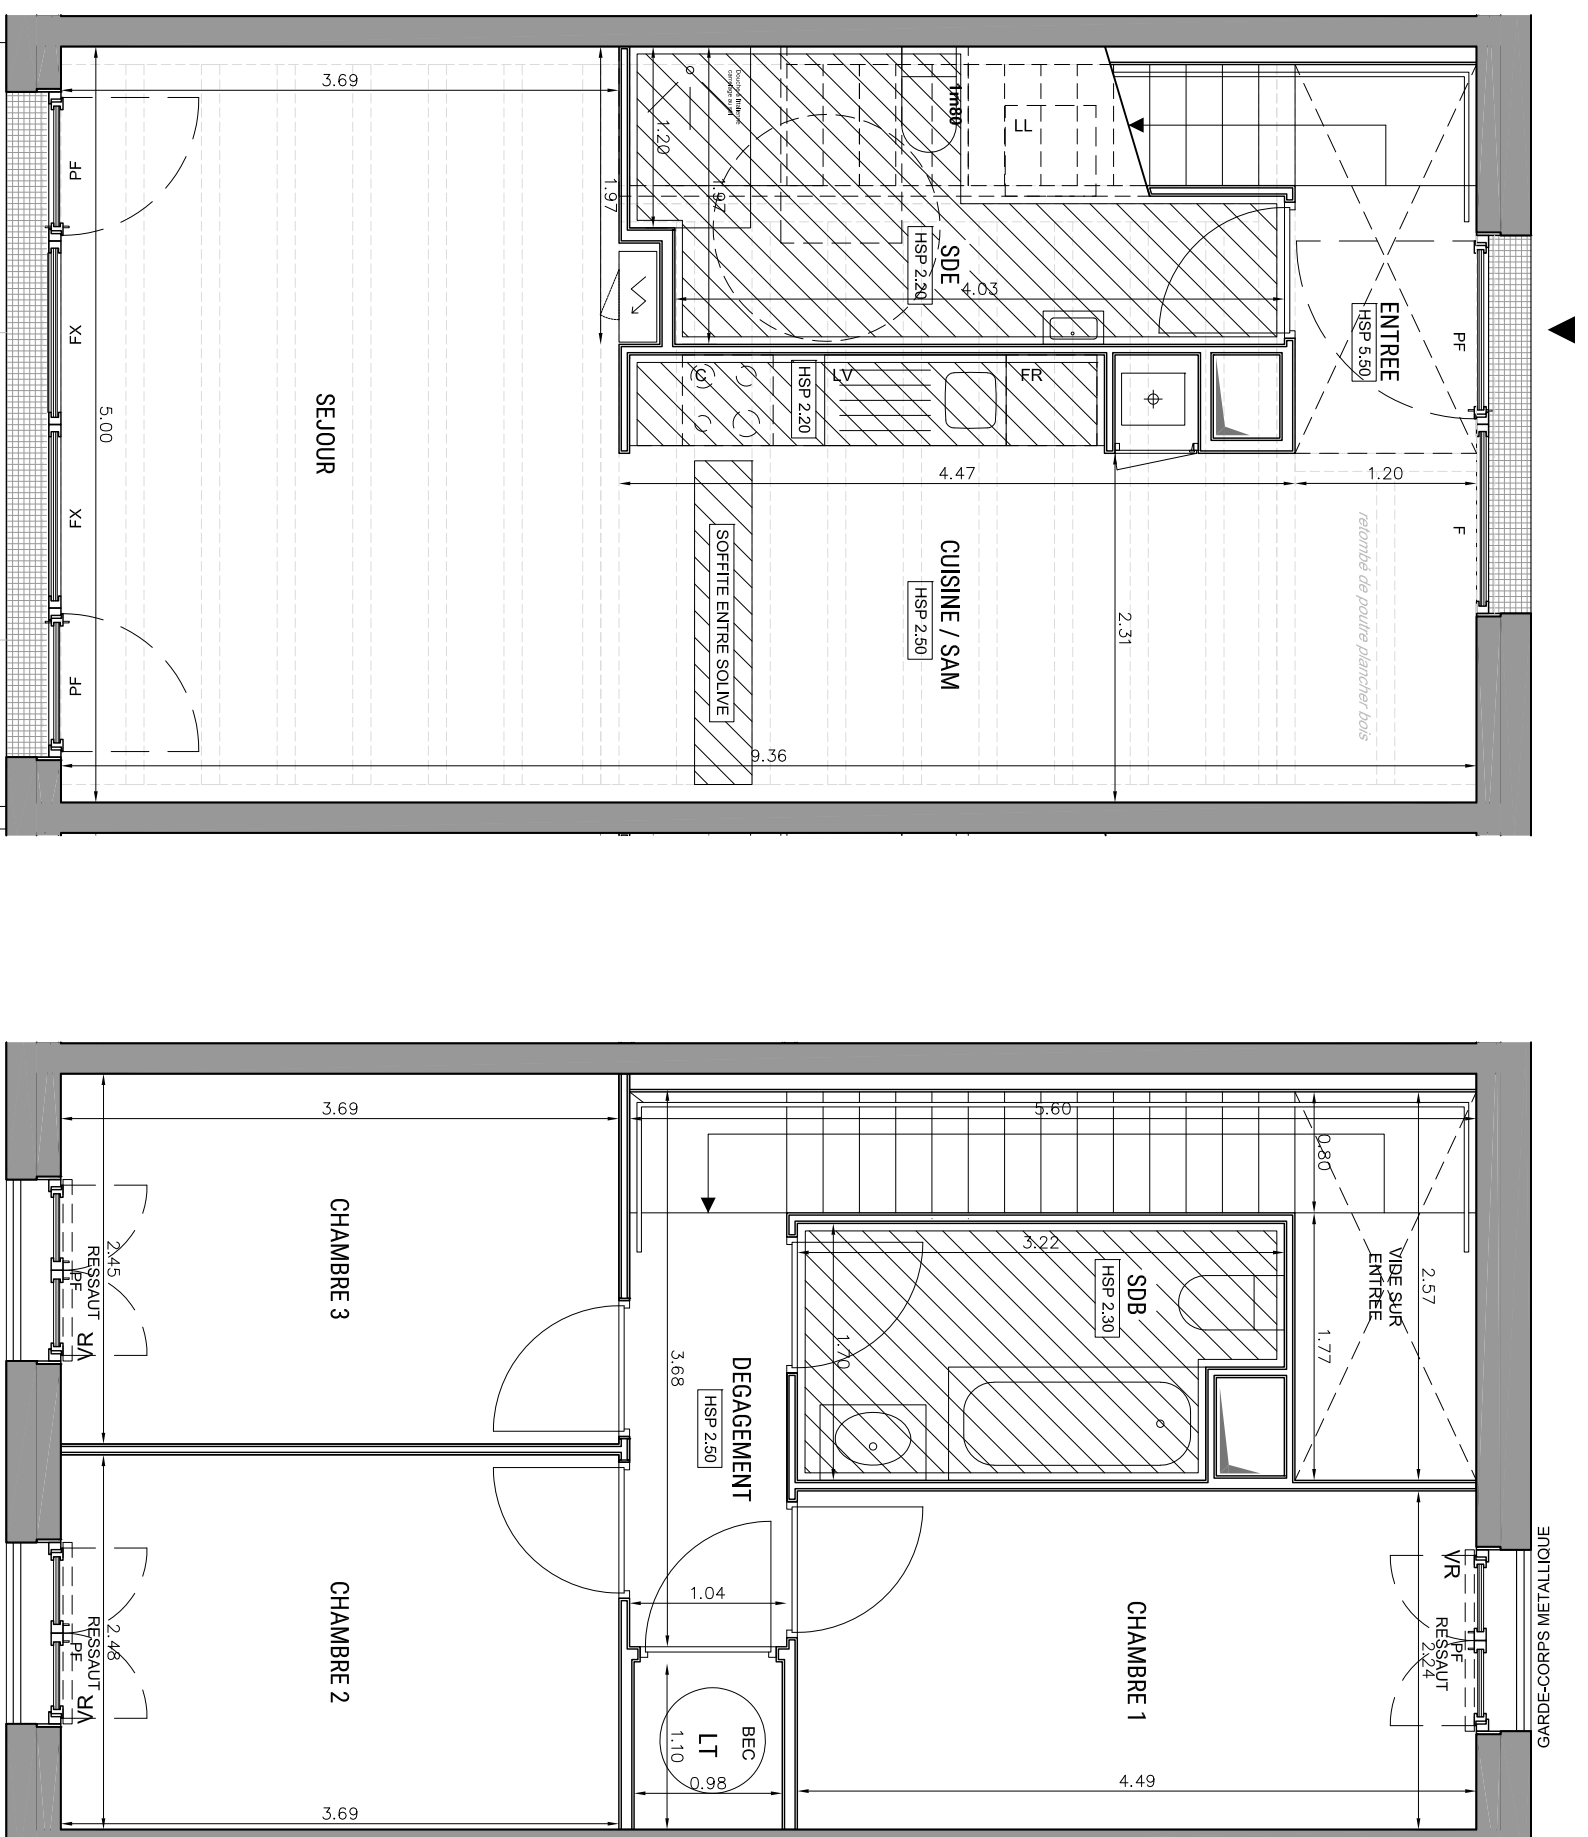 3.69
PF
FX
FX
PF
5.00
SEJOUR
1.20
1.97
1.97
1m80
LL
SDE
HSP 2.20
4.03
ENTREE
HSP 5.50
PF
F
C
HSP 2.20
LV
FR
4.47
1.20
SOFFITE ENTRE SOLIVE
CUISINE / SAM
HSP 2.50
2.31
retombé de poutre plancher bois
9.36
3.69
CHAMBRE 3
2.45
RESSAUT
PF
VR
5.60
0.80
2.57
1.77
VIDE SUR
ENTREE
3.22
SDB
HSP 2.30
1.70
3.68
DEGAGEMENT
HSP 2.50
1.04
CHAMBRE 2
2.48
RESSAUT
PF
VR
3.69
BEC
LT
1.10
0.98
CHAMBRE 1
4.49
VR
RESSAUT
PF
2.24
GARDE-CORPS METALLIQUE